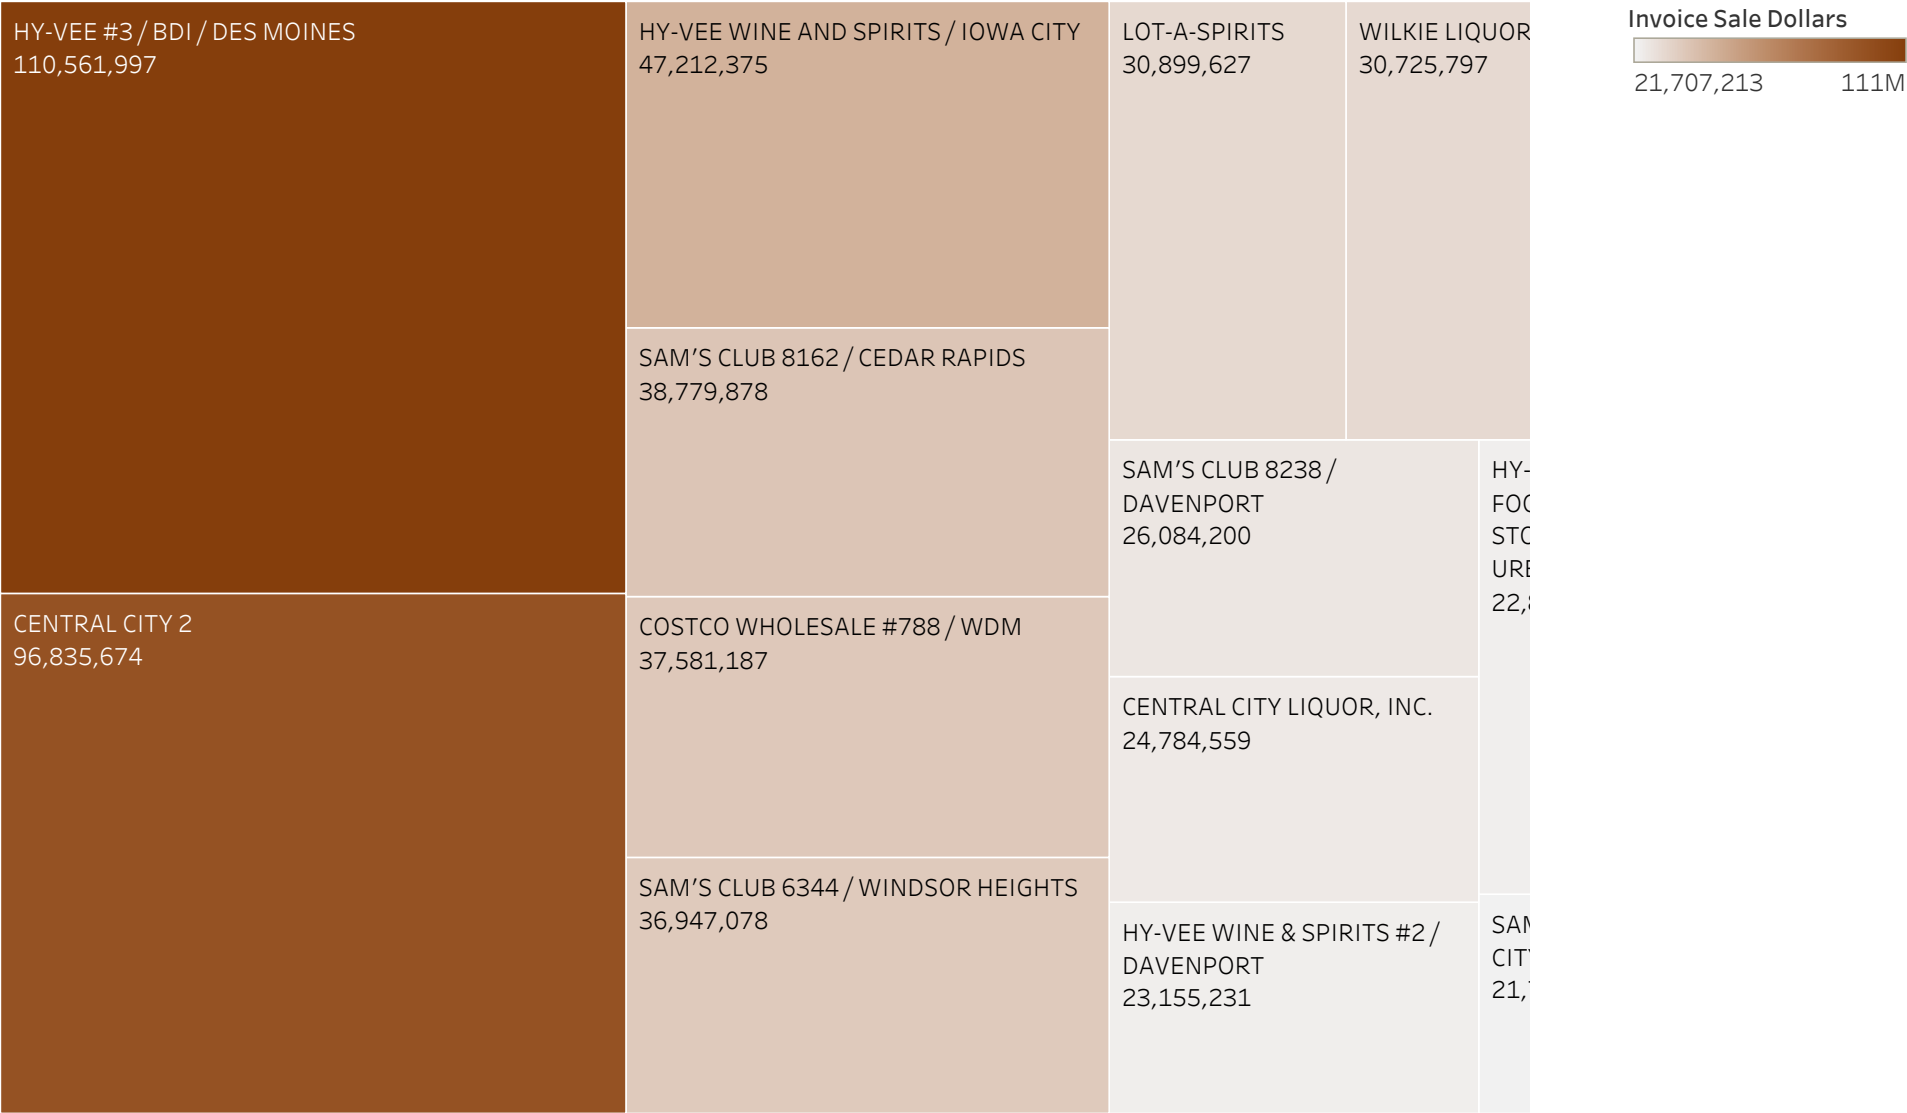 HY-VEE #3 / BDI / DES MOINES
110,561,997
CENTRAL CITY 2
96,835,674
HY-VEE WINE AND SPIRITS / IOWA CITY
47,212,375
SAM'S CLUB 8162 / CEDAR RAPIDS
38,779,878
COSTCO WHOLESALE #788 / WDM
37,581,187
SAM'S CLUB 6344 / WINDSOR HEIGHTS
36,947,078
LOT-A-SPIRITS
30,899,627
WILKIE LIQUOR
30,725,797
SAM'S CLUB 8238 /
DAVENPORT
26,084,200
CENTRAL CITY LIQUOR, INC.
24,784,559
HY-VEE WINE & SPIRITS #2 /
DAVENPORT
23,155,231
HY-
Invoice Sale Dollars
21,707,213 111M